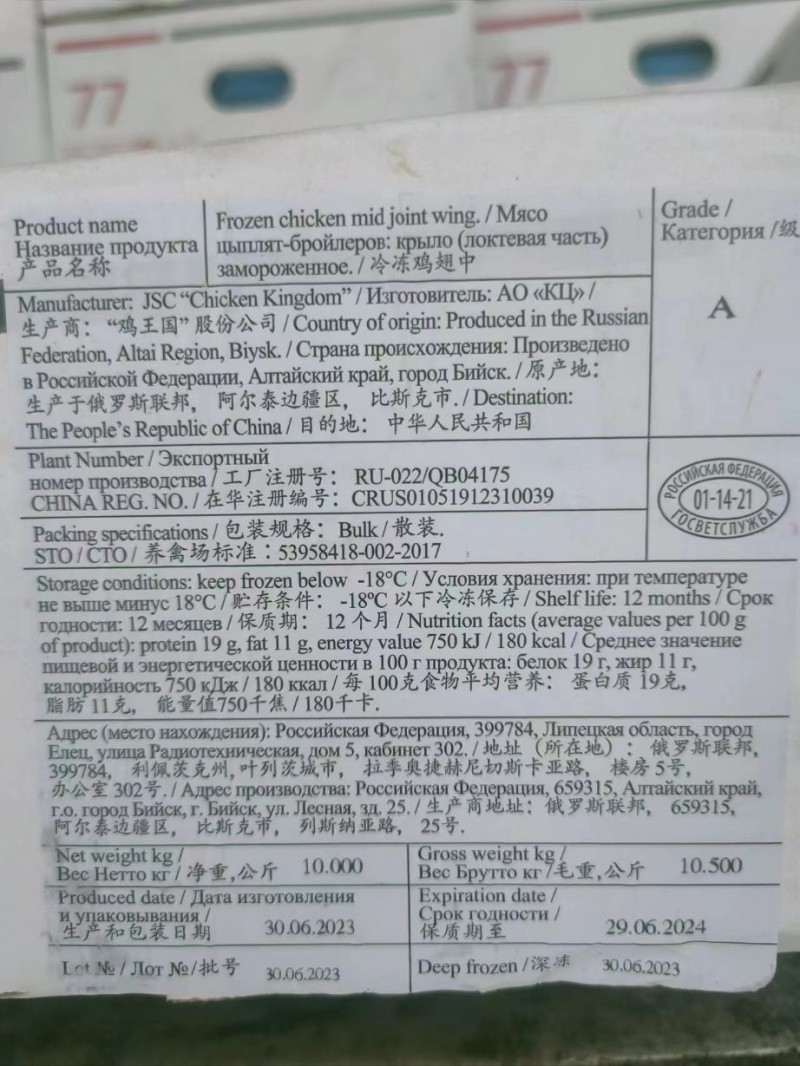 77
77
Product name
Название продукта
产品名称
Frozen chicken mid joint wing. / Мясо
цыплят-бройлеров: крыло (локтевая часть)
замороженное. / 冷冻鸡翅中
Grade /
Категория / 级
A
Manufacturer: JSC “Chicken Kingdom” / Изготовитель: АО «КЦ» /
生产商：“鸡王国”股份公司 / Country of origin: Produced in the Russian
Federation, Altai Region, Biysk. / Страна происхождения: Произведено
в Российской Федерации, Алтайский край, город Бийск. / 原产地：
生产于俄罗斯联邦， 阿尔泰边疆区， 比斯克市. / Destination:
The People’s Republic of China / 目的地： 中华人民共和国
Plant Number / Экспортный
номер производства / 工厂注册号： RU-022/QB04175
CHINA REG. NO. / 在华注册编号： CRUS01051912310039
РОССИЙСКАЯ ФЕДЕРАЦИЯ
01-14-21
ГОСВЕТСЛУЖБА
Packing specifications / 包装规格： Bulk / 散装.
STO / СТО / 养禽场标准：53958418-002-2017
Storage conditions: keep frozen below -18°C / Условия хранения: при температуре
не выше минус 18°С / 贮存条件： -18ºC 以下冷冻保存 / Shelf life: 12 months / Срок
годности: 12 месяцев / 保质期： 12 个月 / Nutrition facts (average values per 100 g
of product): protein 19 g, fat 11 g, energy value 750 kJ / 180 kcal / Среднее значение
пищевой и энергетической ценности в 100 г продукта: белок 19 г, жир 11 г,
калорийность 750 кДж / 180 ккал / 每 100克食物平均营养： 蛋白质 19克,
脂肪 11克, 能量值750千焦 / 180千卡.
Адрес (место нахождения): Российская Федерация, 399784, Липецкая область, город
Елец, улица Радиотехническая, дом 5, кабинет 302. / 地址（所在地）： 俄罗斯联邦,
399784, 利佩茨克州, 叶列茨城市, 拉季奥捷赫尼切斯卡亚路, 楼房 5号,
办公室 302号. / Адрес производства: Российская Федерация, 659315, Алтайский край,
г.о. город Бийск, г. Бийск, ул. Лесная, зд. 25. / 生产商地址： 俄罗斯联邦, 659315,
阿尔泰边疆区, 比斯克市, 列斯纳亚路, 25号.
Net weight kg /
Вес Нетто кг / 净重,公斤 10.000
Gross weight kg /
Вес Брутто кг /毛重,公斤 10.500
Produced date / Дата изготовления
и упаковывания /
生产和包装日期 30.06.2023
Expiration date /
Срок годности /
保质期至 29.06.2024
Lot № / Лот №/批号 30.06.2023
Deep frozen / 深冻 30.06.2023